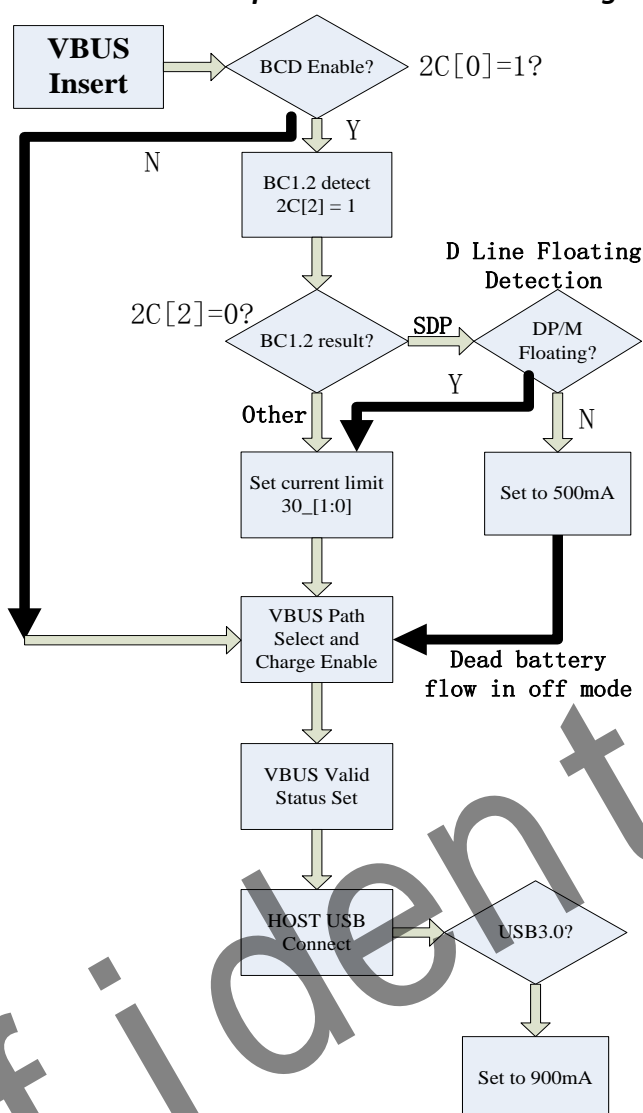 VBUS
Insert
BCD Enable?
2C[0]=1?
Y
N
BC1.2 detect
2C[2] = 1
D Line Floating
Detection
2C[2]=0?
BC1.2 result?
SDP
DP/M
Floating?
Y
Other
N
Set current limit
30_[1:0]
Set to 500mA
VBUS Path
Select and
Charge Enable
Dead battery
flow in off mode
VBUS Valid
Status Set
HOST USB
Connect
USB3.0?
Set to 900mA
fident